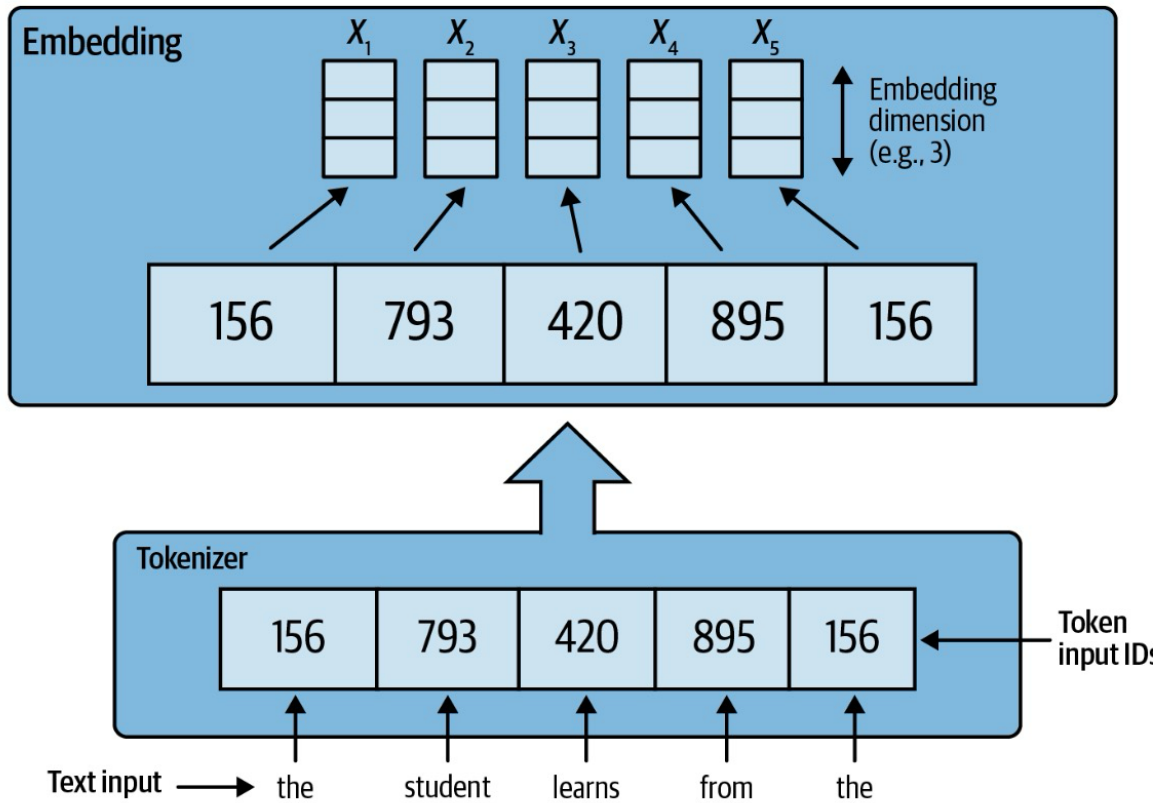 Embedding
X1 X2 X3 X4 X5
Embedding
dimension
(e.g., 3)
156 793 420 895 156
Tokenizer
156 793 420 895 156
Token
input IDs
Text input the student learns from the